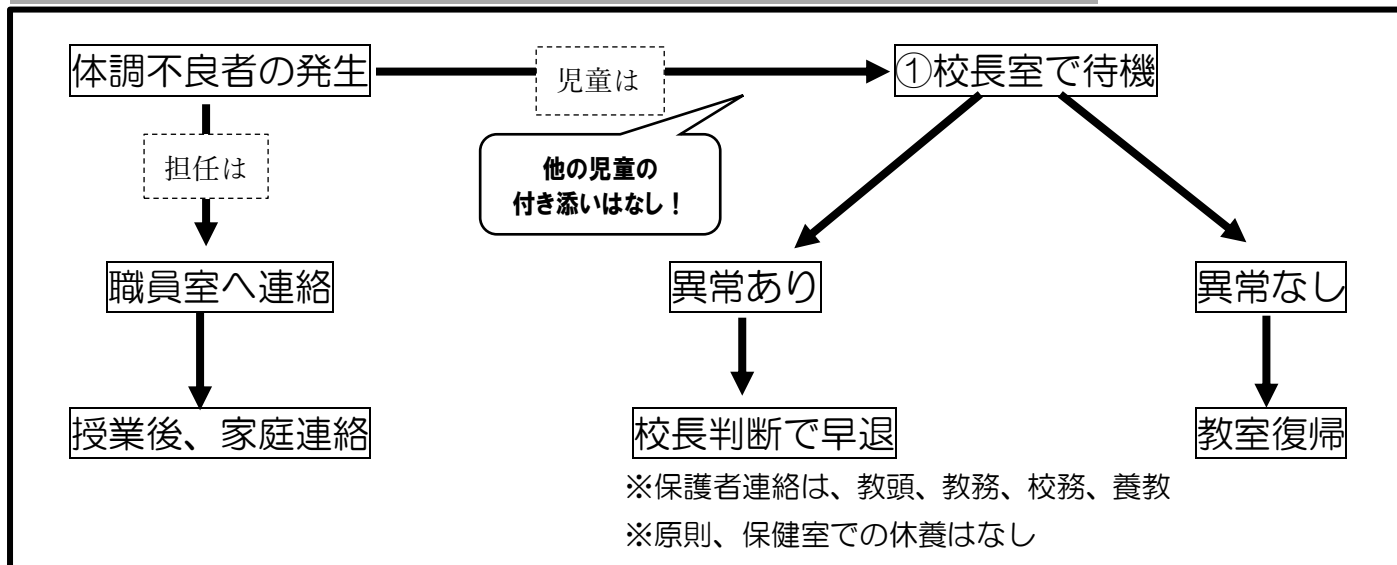 体調不良者の発生
児童は
①校長室で待機
担任は
他の児童の
付き添いはなし！
職員室へ連絡
異常あり
異常なし
授業後、家庭連絡
校長判断で早退
教室復帰
※保護者連絡は、教頭、教務、校務、養教
※原則、保健室での休養はなし